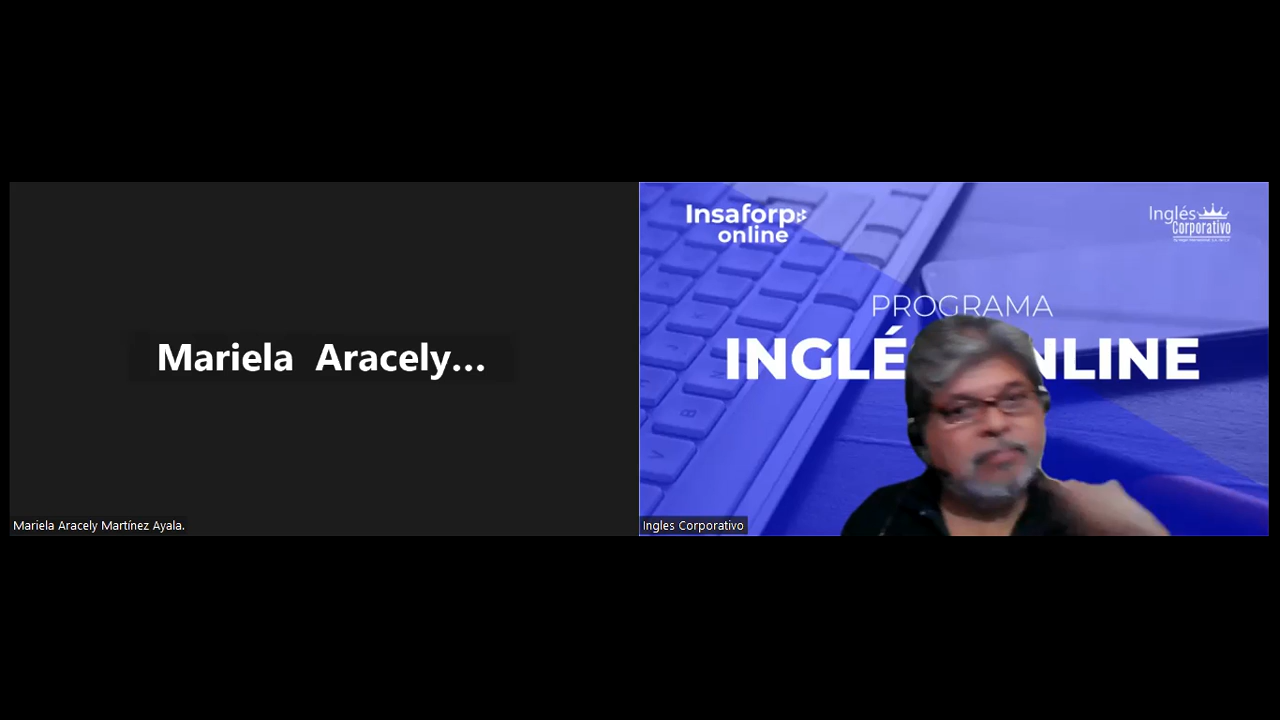 Mariela Aracely...
Mariela Aracely Martínez Ayala.
Insaforp
online
Inglés
Corporativo
PROGRAMA
INGLÉ NLINE
Ingles Corporativo